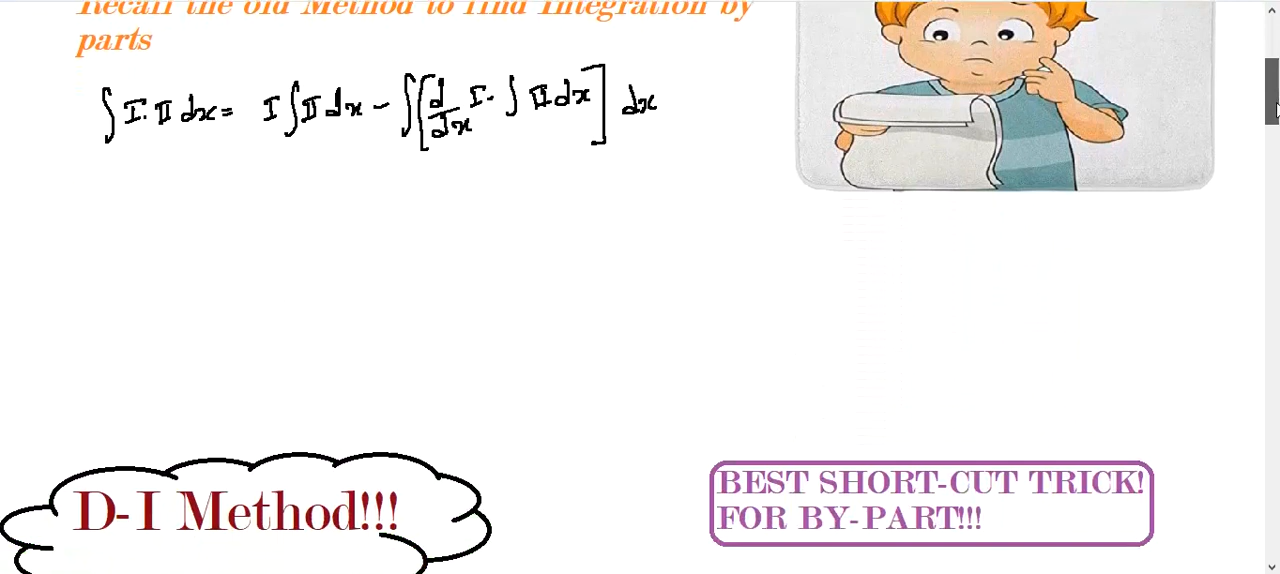 Recall the old Method to find Integration by
parts
∫ I. II dx = I ∫ II dx − ∫ [ d/dx I. ∫ II dx ] dx
D-I Method!!!
BEST SHORT-CUT TRICK!
FOR BY-PART!!!